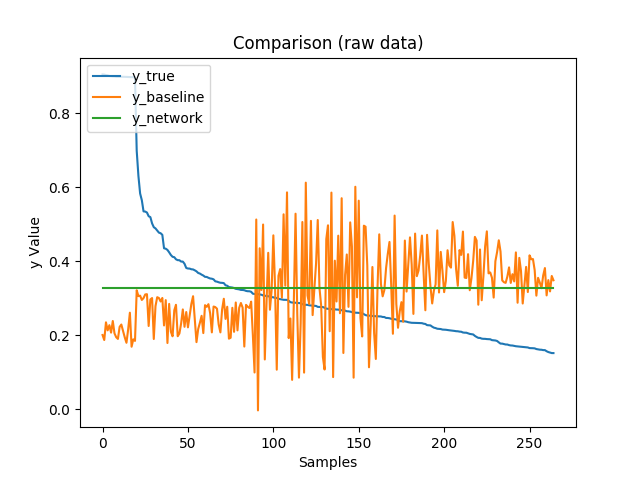 Comparison (raw data)
y_true
y_baseline
y_network
y Value
0.8
0.6
0.4
0.2
0.0
0 50 100 150 200 250
Samples